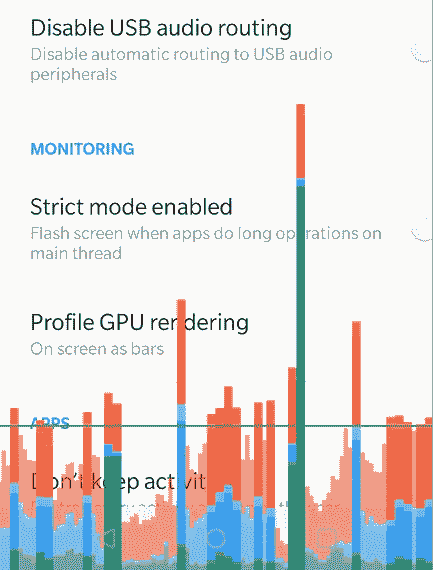 Disable USB audio routing
Disable automatic routing to USB audio
peripherals
MONITORING
Strict mode enabled
Flash screen when apps do long operations on
main thread
Profile GPU rendering
On screen as bars
APPS
Don't keep activit